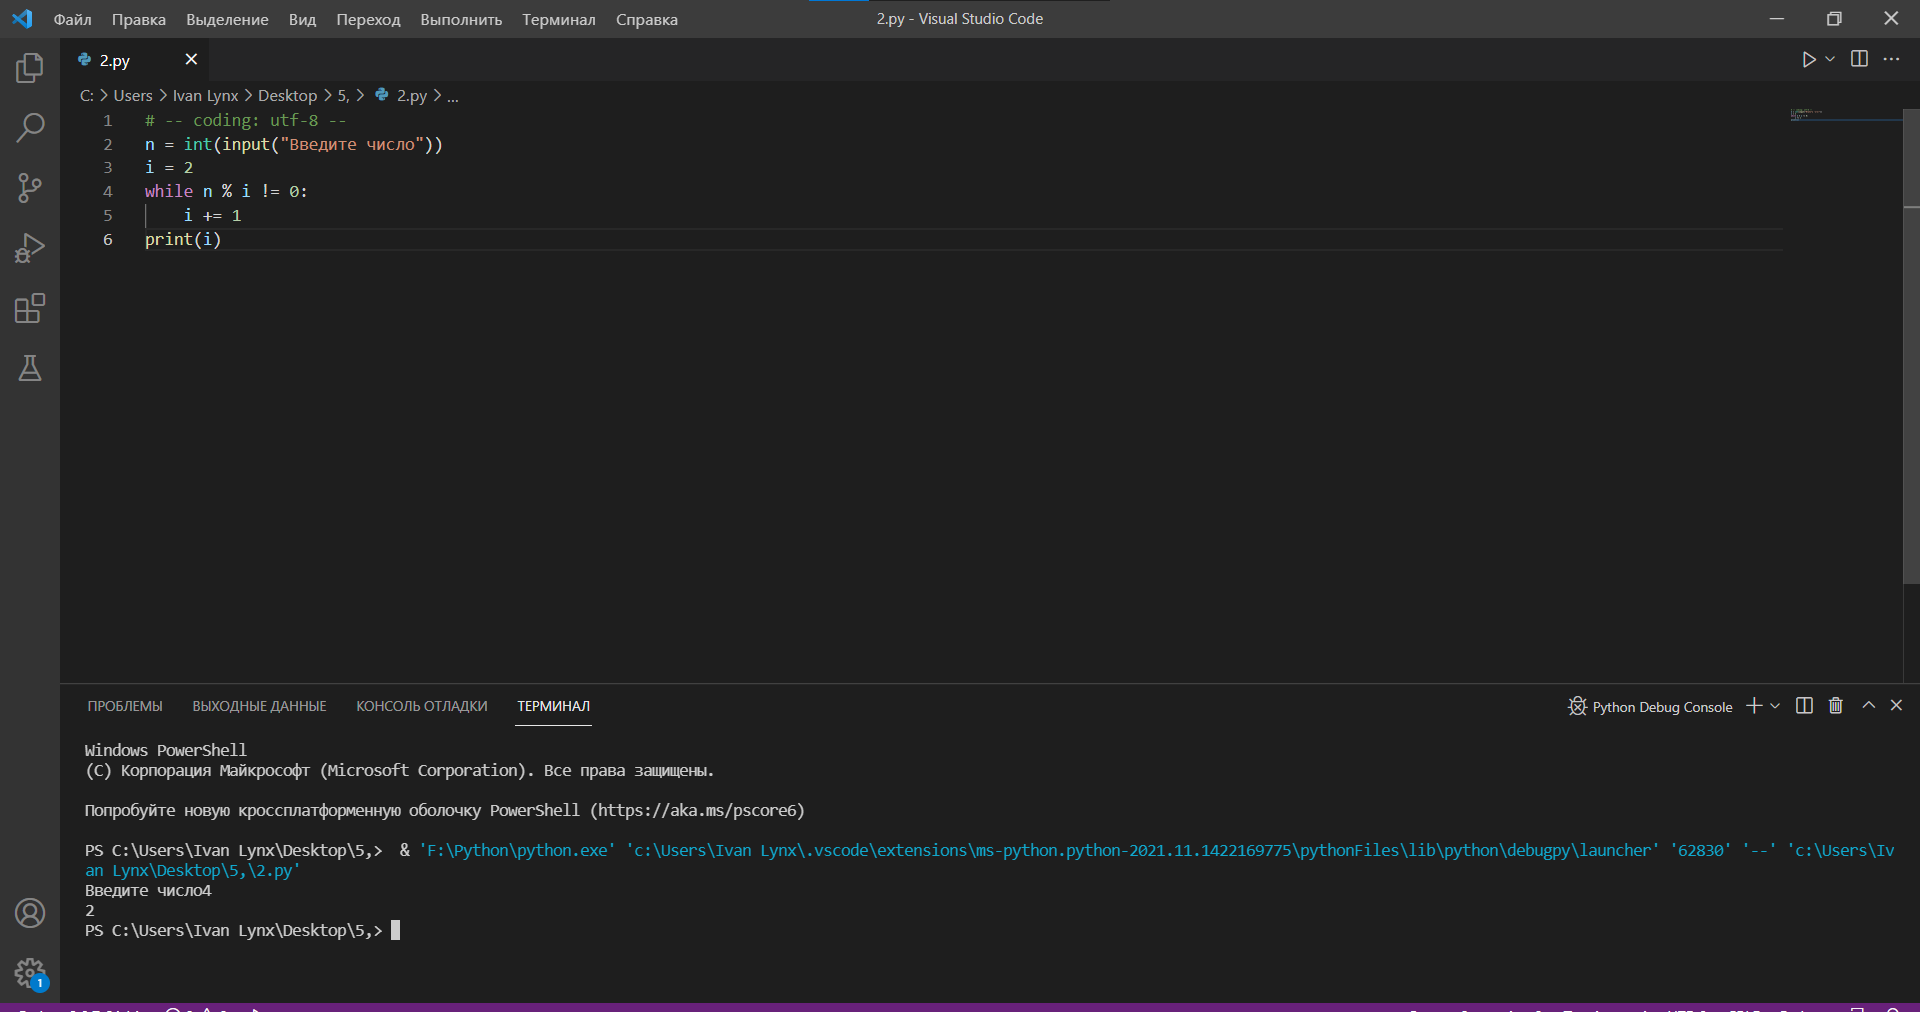 Файл Правка Выделение Вид Переход Выполнить Терминал Справка 2.py - Visual Studio Code
2.py
C: > Users > Ivan Lynx > Desktop > 5, > 2.py > ...
1 # -- coding: utf-8 --
2 n = int(input("Введите число"))
3 i = 2
4 while n % i != 0:
5 i += 1
6 print(i)
ПРОБЛЕМЫ ВЫХОДНЫЕ ДАННЫЕ КОНСОЛЬ ОТЛАДКИ ТЕРМИНАЛ Python Debug Console
Windows PowerShell
(C) Корпорация Майкрософт (Microsoft Corporation). Все права защищены.
Попробуйте новую кроссплатформенную оболочку PowerShell (https://aka.ms/pscore6)
PS C:\Users\Ivan Lynx\Desktop\5,> & 'F:\Python\python.exe' 'c:\Users\Ivan Lynx\.vscode\extensions\ms-python.python-2021.11.1422169775\pythonFiles\lib\python\debugpy\launcher' '62830' '--' 'c:\Users\Iv
an Lynx\Desktop\5,\2.py'
Введите число4
2
PS C:\Users\Ivan Lynx\Desktop\5,>
1